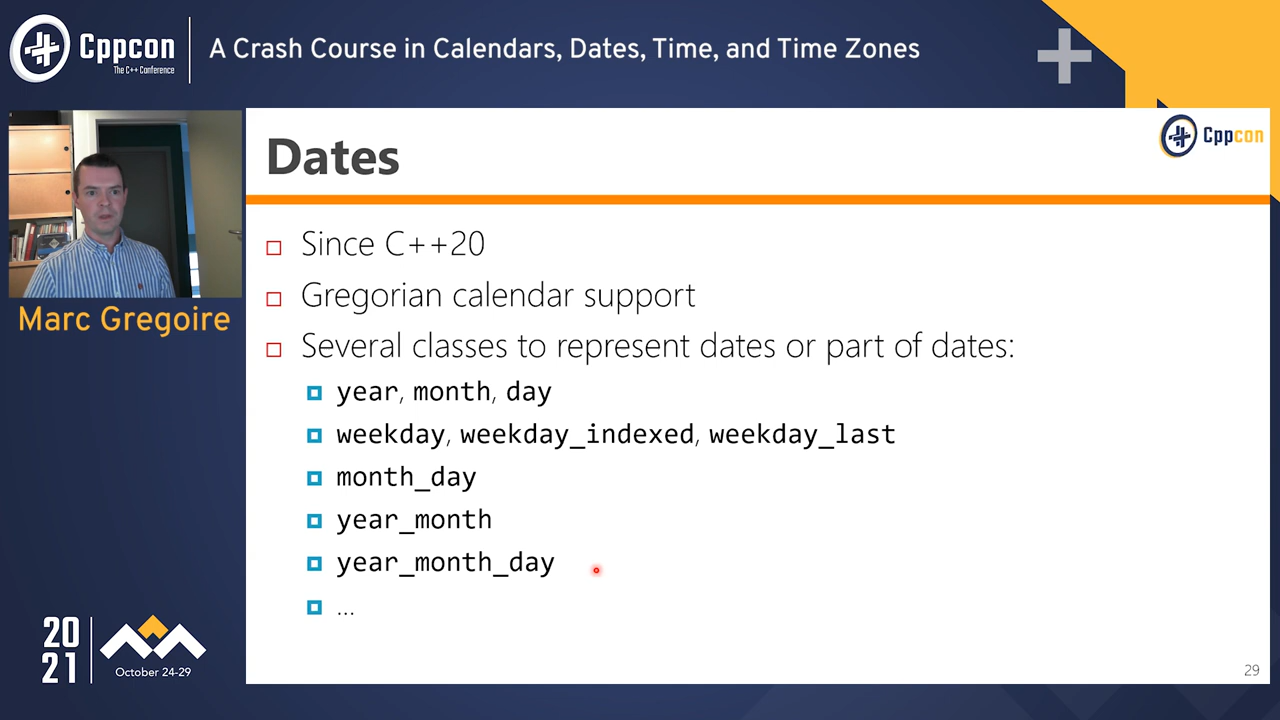 Cppcon
The C++ Conference
A Crash Course in Calendars, Dates, Time, and Time Zones
Marc Gregoire
Dates
Cppcon
Since C++20
Gregorian calendar support
Several classes to represent dates or part of dates:
year, month, day
weekday, weekday_indexed, weekday_last
month_day
year_month
year_month_day
...
29
20
21
October 24-29